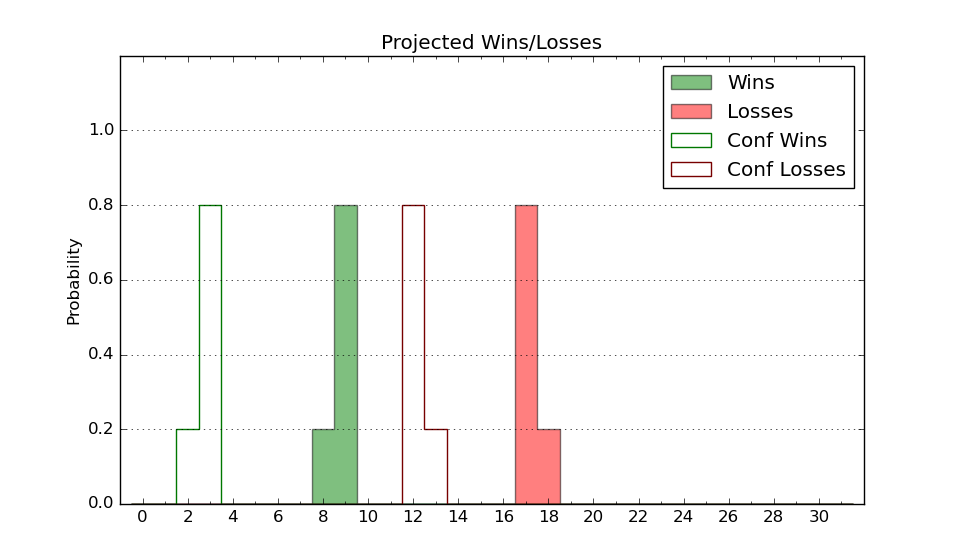 Projected Wins/Losses
Wins
Losses
Conf Wins
Conf Losses
Probability
1.0
0.8
0.6
0.4
0.2
0.0
0 2 4 6 8 10 12 14 16 18 20 22 24 26 28 30